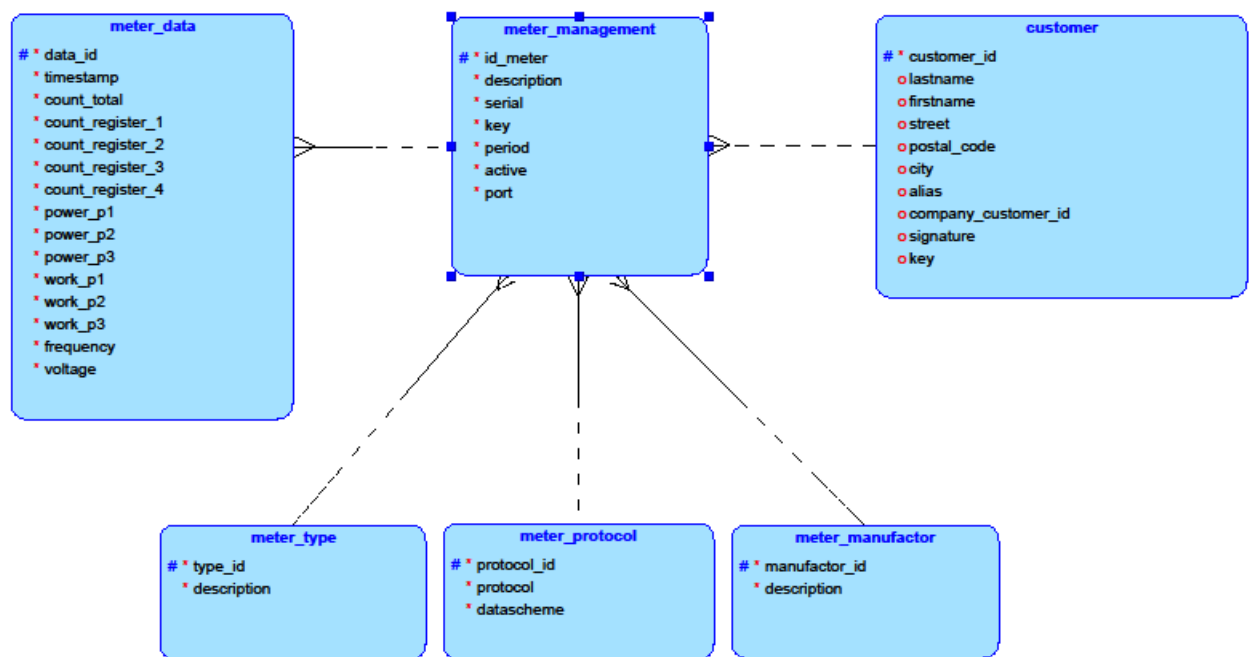 meter_data
# * data_id
* timestamp
* count_total
* count_register_1
* count_register_2
* count_register_3
* count_register_4
* power_p1
* power_p2
* power_p3
* work_p1
* work_p2
* work_p3
* frequency
* voltage
meter_management
# * id_meter
* description
* serial
* key
* period
* active
* port
customer
# * customer_id
o lastname
o firstname
o street
o postal_code
o city
o alias
o company_customer_id
o signature
o key
meter_type
# * type_id
* description
meter_protocol
# * protocol_id
* protocol
* datascheme
meter_manufactor
# * manufactor_id
* description